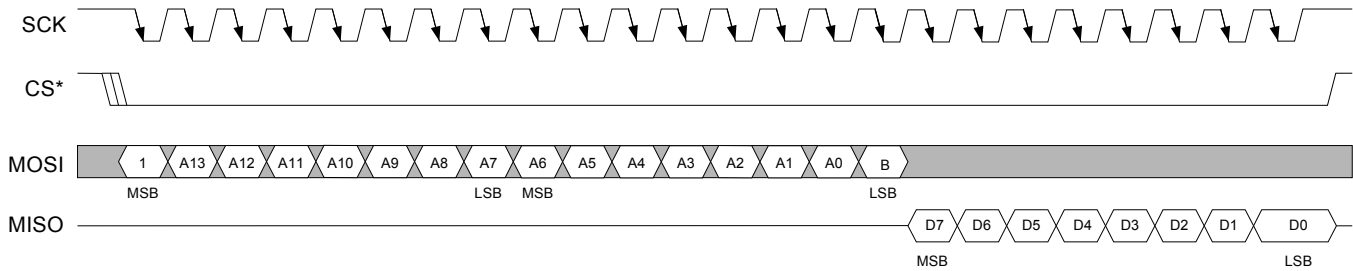 SCK
CS*
MOSI 1 A13 A12 A11 A10 A9 A8 A7 A6 A5 A4 A3 A2 A1 A0 B
MSB LSB MSB LSB
MISO D7 D6 D5 D4 D3 D2 D1 D0
MSB LSB